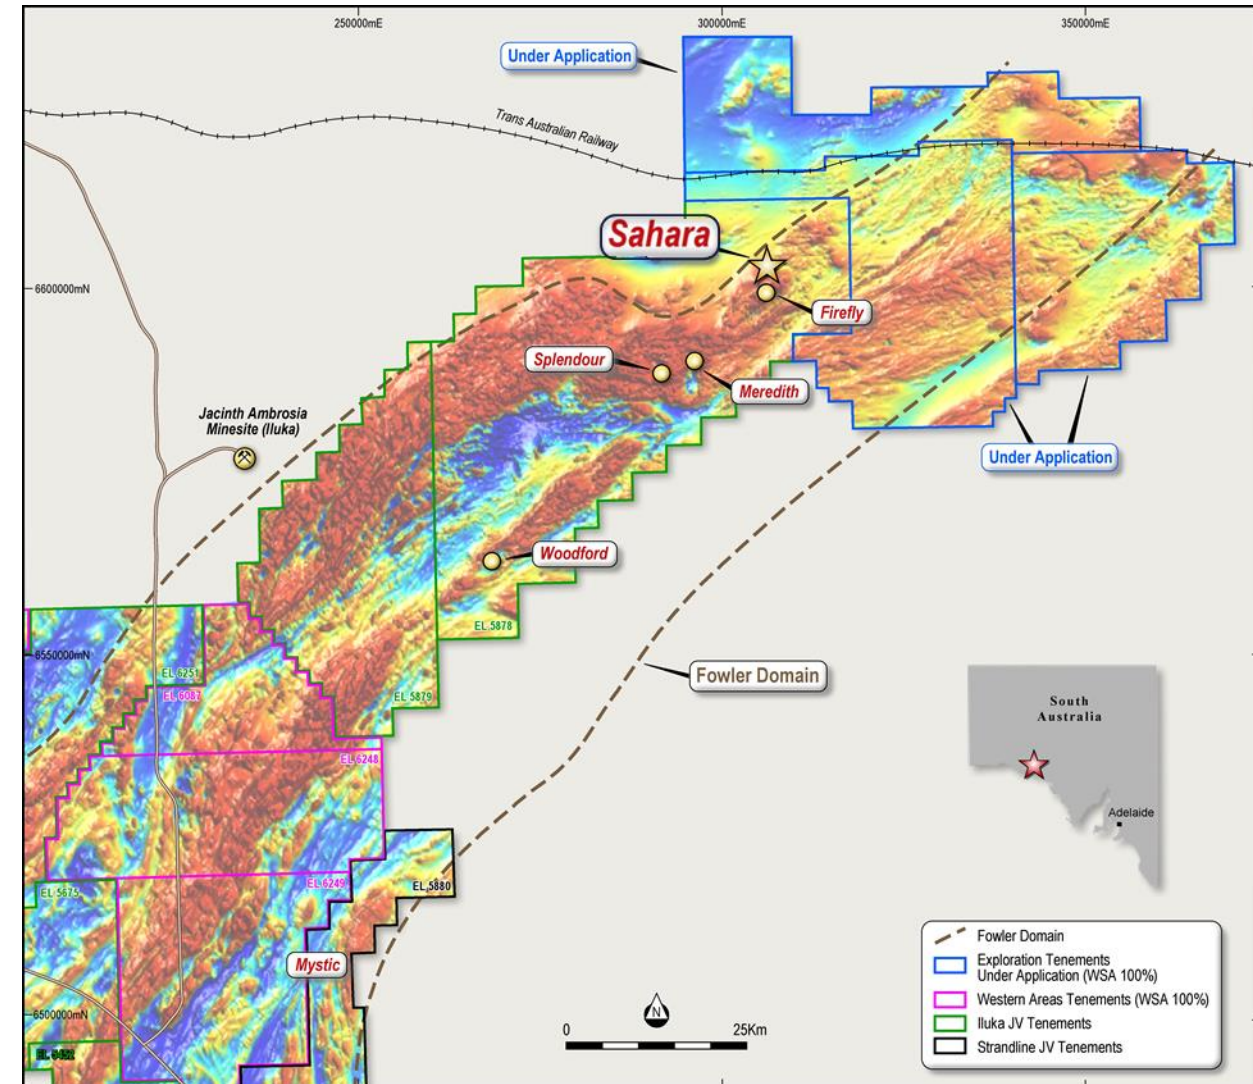 250000mE
300000mE
350000mE
Under Application
Trans Australian Railway
Sahara
6600000mN
Firefly
Splendour
Meredith
Jacinth Ambrosia
Minesite (Iluka)
Under Application
Woodford
EL 5878
6550000mN
EL 6251
EL 6087
EL 5879
Fowler Domain
South
Australia
EL 6248
Adelaide
EL 5675
EL 6249
EL 5880
Mystic
6500000mN
N
0
25Km
EL 5452
Fowler Domain
Exploration Tenements
Under Application (WSA 100%)
Western Areas Tenements (WSA 100%)
Iluka JV Tenements
Strandline JV Tenements